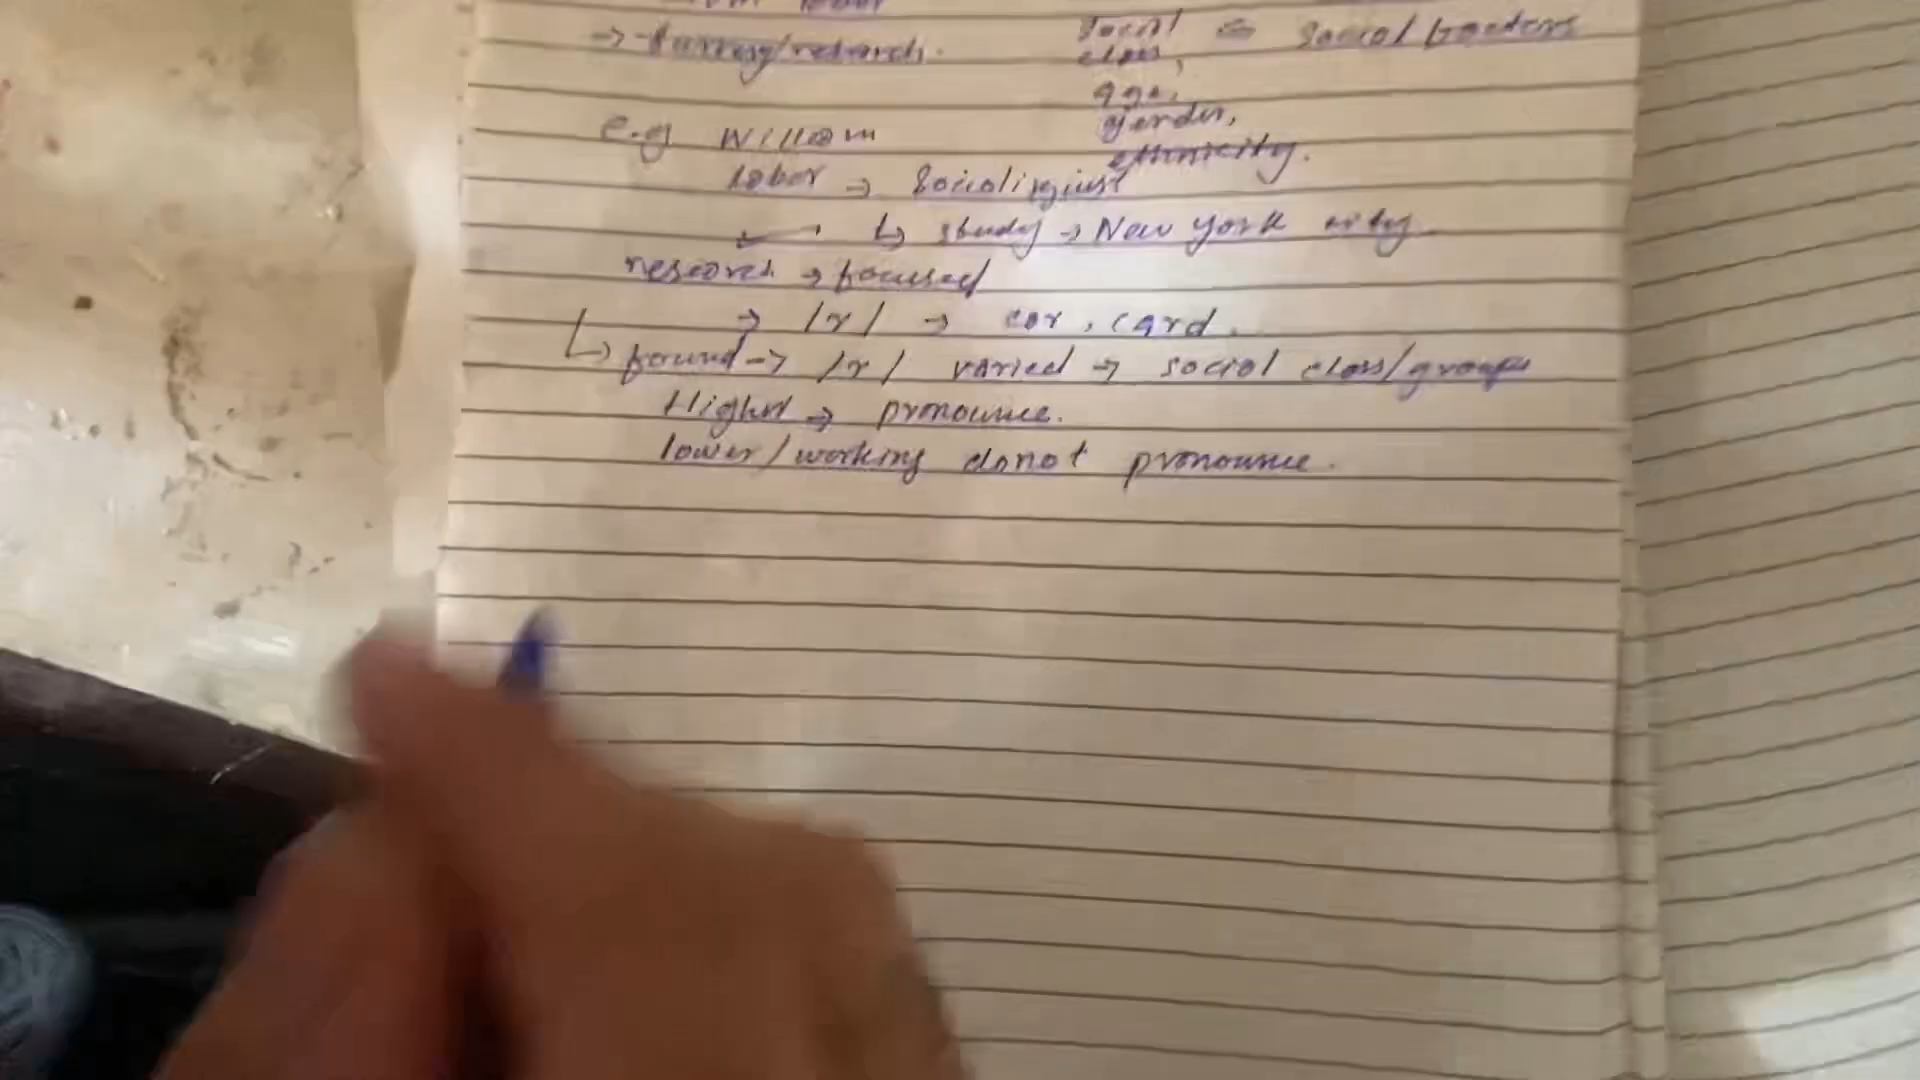 → survey/research. social class, ⇐ social factors
age,
gender,
ethnicity.
e.g William
labov → Sociolinguist
↳ study → New York city
research → focused
→ /r/ → car, card.
↳ found → /r/ varied → social class/groups
Higher → pronounce.
lower/working donot pronounce.